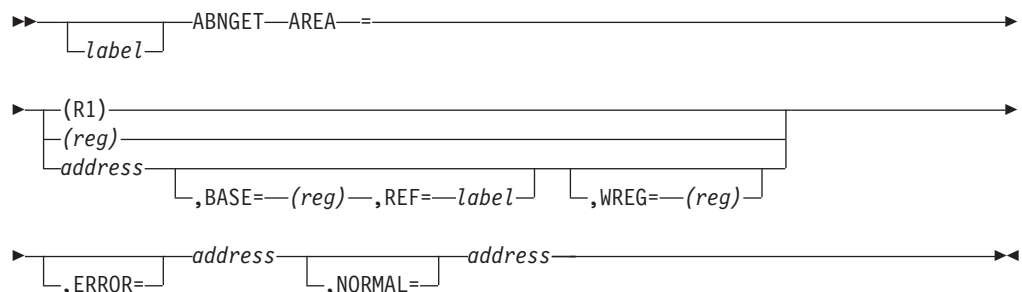 ABNGET AREA =
label
(R1)
(reg)
address
,BASE= (reg) ,REF= label ,WREG= (reg)
address address
,ERROR= ,NORMAL=